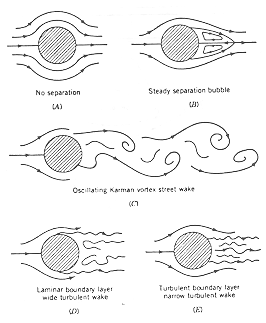 No separation
(A)
Steady separation bubble
(B)
Oscillating Karman vortex street wake
(C)
Laminar boundary layer
wide turbulent wake
(D)
Turbulent boundary layer
narrow turbulent wake
(E)